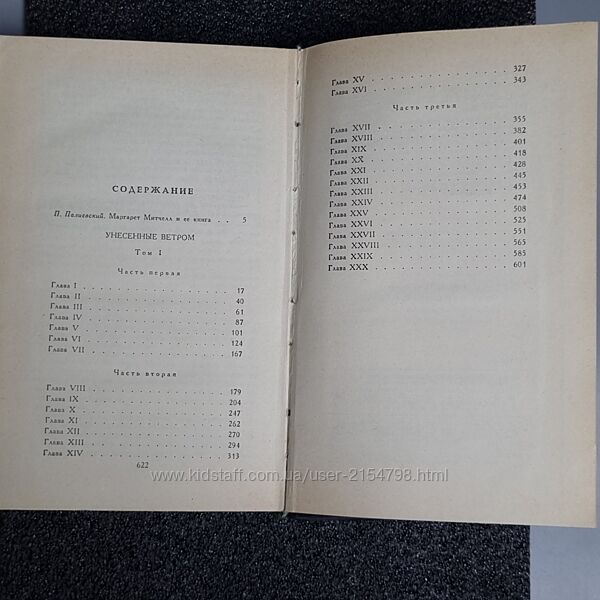 СОДЕРЖАНИЕ
П. Палиевский. Маргарет Митчелл и ее книга . . 5
УНЕСЕННЫЕ ВЕТРОМ
Том I
Часть первая
Глава I . . . . . . . . . . . . 17
Глава II . . . . . . . . . . . . 40
Глава III . . . . . . . . . . . . 61
Глава IV . . . . . . . . . . . . 87
Глава V . . . . . . . . . . . . 101
Глава VI . . . . . . . . . . . . 124
Глава VII . . . . . . . . . . . . 167
Часть вторая
Глава VIII . . . . . . . . . . . . 179
Глава IX . . . . . . . . . . . . 204
Глава X . . . . . . . . . . . . 247
Глава XI . . . . . . . . . . . . 262
Глава XII . . . . . . . . . . . . 270
Глава XIII . . . . . . . . . . . . 294
Глава XIV . . . . . . . . . . . . 313
622
Глава XV . . . . . . . . . . . . 327
Глава XVI . . . . . . . . . . . . 343
Часть третья
Глава XVII . . . . . . . . . . . . 355
Глава XVIII . . . . . . . . . . . . 382
Глава XIX . . . . . . . . . . . . 401
Глава XX . . . . . . . . . . . . 418
Глава XXI . . . . . . . . . . . . 428
Глава XXII . . . . . . . . . . . . 445
Глава XXIII . . . . . . . . . . . . 453
Глава XXIV . . . . . . . . . . . . 474
Глава XXV . . . . . . . . . . . . 508
Глава XXVI . . . . . . . . . . . . 525
Глава XXVII . . . . . . . . . . . . 551
Глава XXVIII . . . . . . . . . . . . 565
Глава XXIX . . . . . . . . . . . . 585
Глава XXX . . . . . . . . . . . . 601
www.kidstaff.com.ua/user-2154798.html